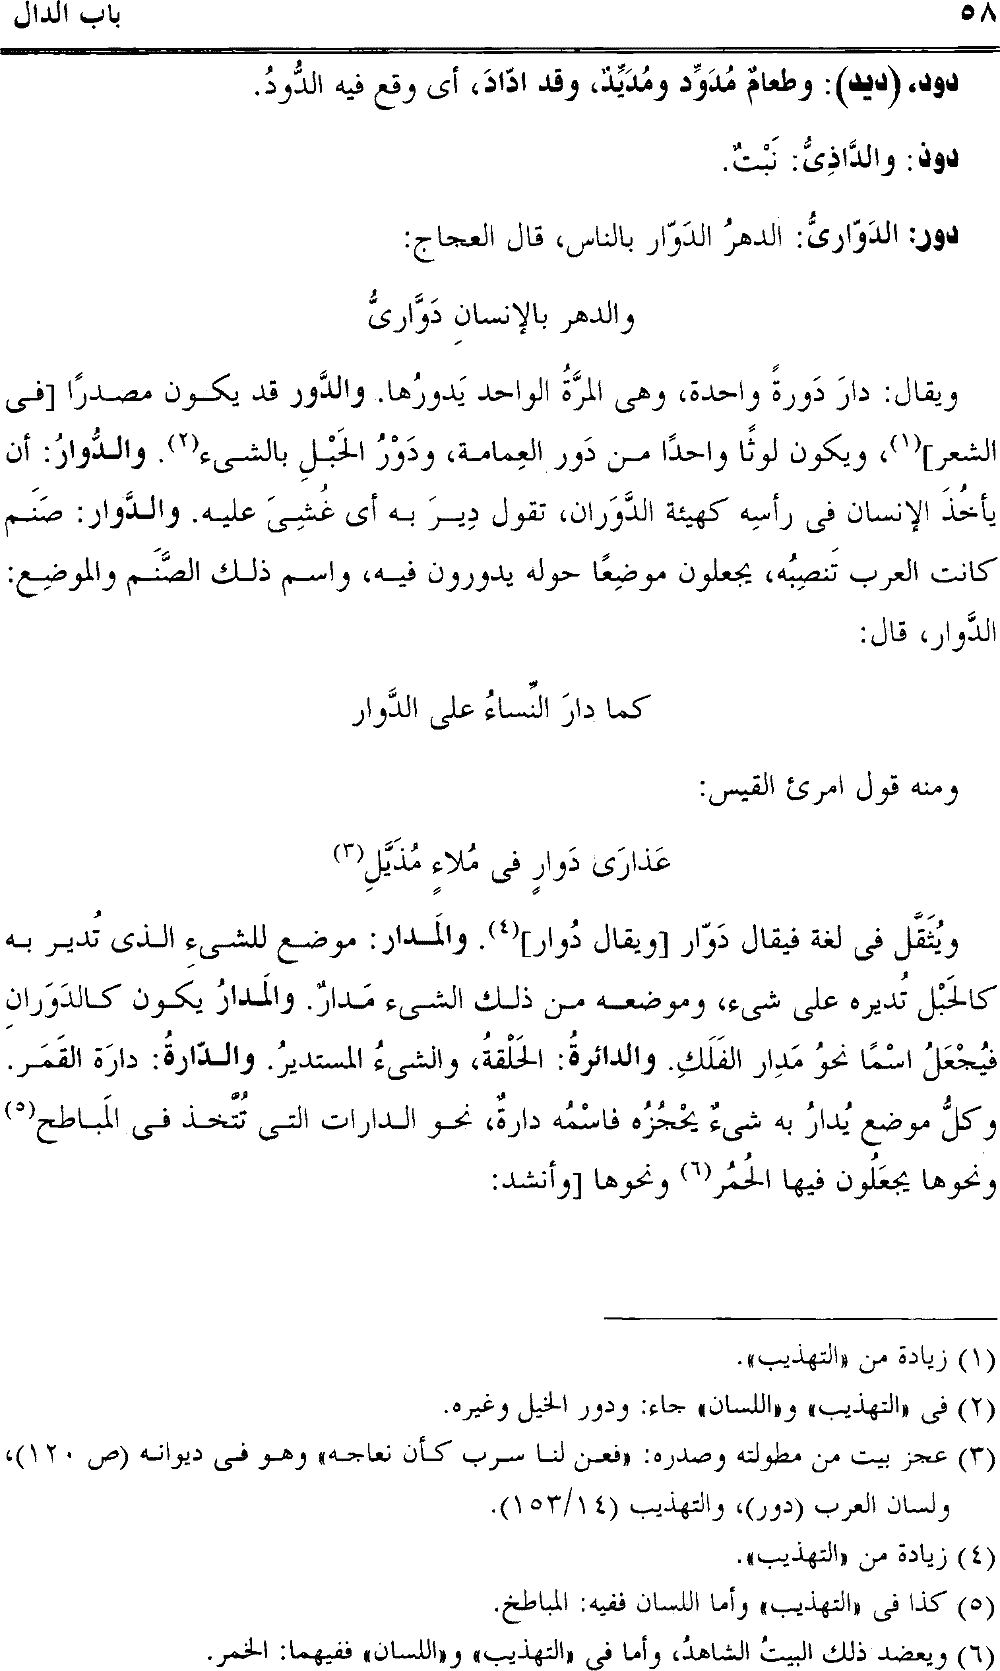 ٥٨ باب الدال
دود، (ديد): وطعامٌ مُدَوِّد ومُدَيِّدٌ، وقد ادّادَ، أى وقع فيه الدُّودُ.
دوذ: والدَّاذِىُّ: نَبْتٌ.
دور: الدَوّارىُّ: الدهرُ الدَوّار بالناس، قال العجاج:
والدهر بالإنسانِ دَوَّارىُّ
ويقال: دارَ دَورةً واحدة، وهى المرَّةُ الواحد يَدورُها. والدَّور قد يكون مصدرًا [فى
الشعر](١)، ويكون لوثًا واحدًا من دَور العِمامة، ودَوْرُ الحَبْلِ بالشىء(٢). والدُّوارُ: أن
يأخُذَ الإنسان فى رأسِه كهيئة الدَّوَران، تقول دِيرَ به أى غُشِىَ عليه. والدَّوار: صَنَم
كانت العرب تَنصِبُه، يجعلون موضعًا حوله يدورون فيه، واسم ذلك الصَّنَم والموضِع:
الدَّوار، قال:
كما دارَ النِّساءُ على الدَّوار
ومنه قول امرئ القيس:
عَذارَى دَوارٍ فى مُلاءٍ مُذَيَّلِ(٣)
ويُثَقَّل فى لغة فيقال دَوّار [ويقال دُوار](٤). والمَدار: موضع للشىءِ الذى تُدير به
كالحَبْل تُديره على شىء، وموضعه من ذلك الشىء مَدارٌ. والمَدارُ يكون كالدَوَرانِ
فيُجْعَلُ اسْمًا نحوُ مَدِار الفَلَكِ. والدائرةُ: الحَلْقةُ، والشىءُ المستديرُ. والدّارةُ: دارَة القَمَر.
وكلُّ موضع يُدارُ به شىءٌ يحْجُزُه فاسْمُه دارةٌ، نحو الدارات التى تُتَّخذ فى المَباطح(٥)
ونحوها يجعَلُون فيها الحُمُر(٦) ونحوها [وأنشد:
(١) زيادة من «التهذيب».
(٢) فى «التهذيب» و«اللسان» جاء: ودور الخيل وغيره.
(٣) عجز بيت من مطولته وصدره: «فعن لنا سرب كأن نعاجه» وهو فى ديوانه (ص ١٢٠)،
ولسان العرب (دور)، والتهذيب (١٥٣/١٤).
(٤) زيادة من «التهذيب».
(٥) كذا فى «التهذيب» وأما اللسان ففيه: المباطخ.
(٦) ويعضد ذلك البيتُ الشاهدُ، وأما فى «التهذيب» و«اللسان» ففيهما: الخمر.